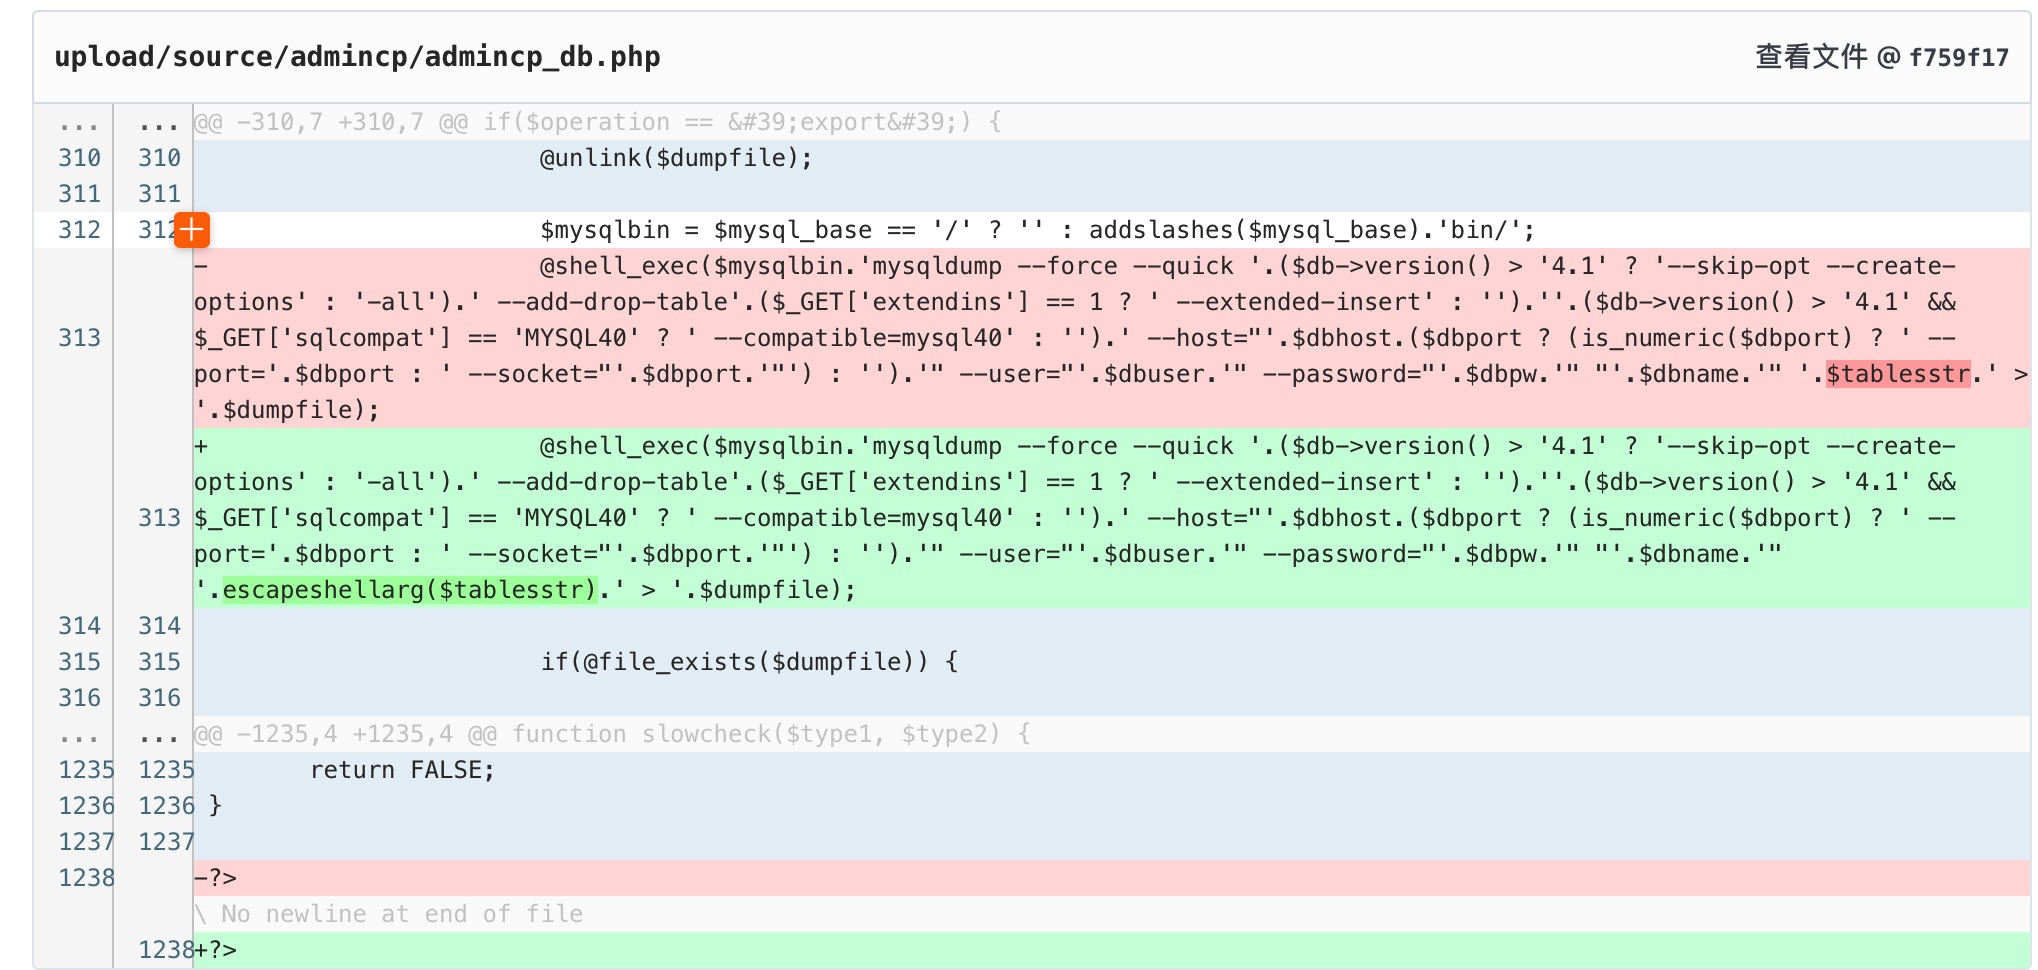 upload/source/admincp/admincp_db.php 查看文件 @ f759f17
... ... @@ -310,7 +310,7 @@ if($operation == &#39;export&#39;) {
310 310 @unlink($dumpfile);
311 311
312 312 + $mysqlbin = $mysql_base == '/' ? '' : addslashes($mysql_base).'bin/';
- @shell_exec($mysqlbin.'mysqldump --force --quick '.($db->version() > '4.1' ? '--skip-opt --create-
options' : '-all').' --add-drop-table'.($_GET['extendins'] == 1 ? ' --extended-insert' : '').''.($db->version() > '4.1' &&
313 $_GET['sqlcompat'] == 'MYSQL40' ? ' --compatible=mysql40' : '').' --host="'.$dbhost.($dbport ? (is_numeric($dbport) ? ' --
port='.$dbport : ' --socket="'.$dbport.'"') : '').'" --user="'.$dbuser.'" --password="'.$dbpw.'" "'.$dbname.'" '.$tablesstr.' >
'.$dumpfile);
+ @shell_exec($mysqlbin.'mysqldump --force --quick '.($db->version() > '4.1' ? '--skip-opt --create-
options' : '-all').' --add-drop-table'.($_GET['extendins'] == 1 ? ' --extended-insert' : '').''.($db->version() > '4.1' &&
313 $_GET['sqlcompat'] == 'MYSQL40' ? ' --compatible=mysql40' : '').' --host="'.$dbhost.($dbport ? (is_numeric($dbport) ? ' --
port='.$dbport : ' --socket="'.$dbport.'"') : '').'" --user="'.$dbuser.'" --password="'.$dbpw.'" "'.$dbname.'"
'.escapeshellarg($tablesstr).' > '.$dumpfile);
314 314
315 315 if(@file_exists($dumpfile)) {
316 316
... ... @@ -1235,4 +1235,4 @@ function slowcheck($type1, $type2) {
1235 1235 return FALSE;
1236 1236 }
1237 1237
1238 -?>
\ No newline at end of file
1238 +?>